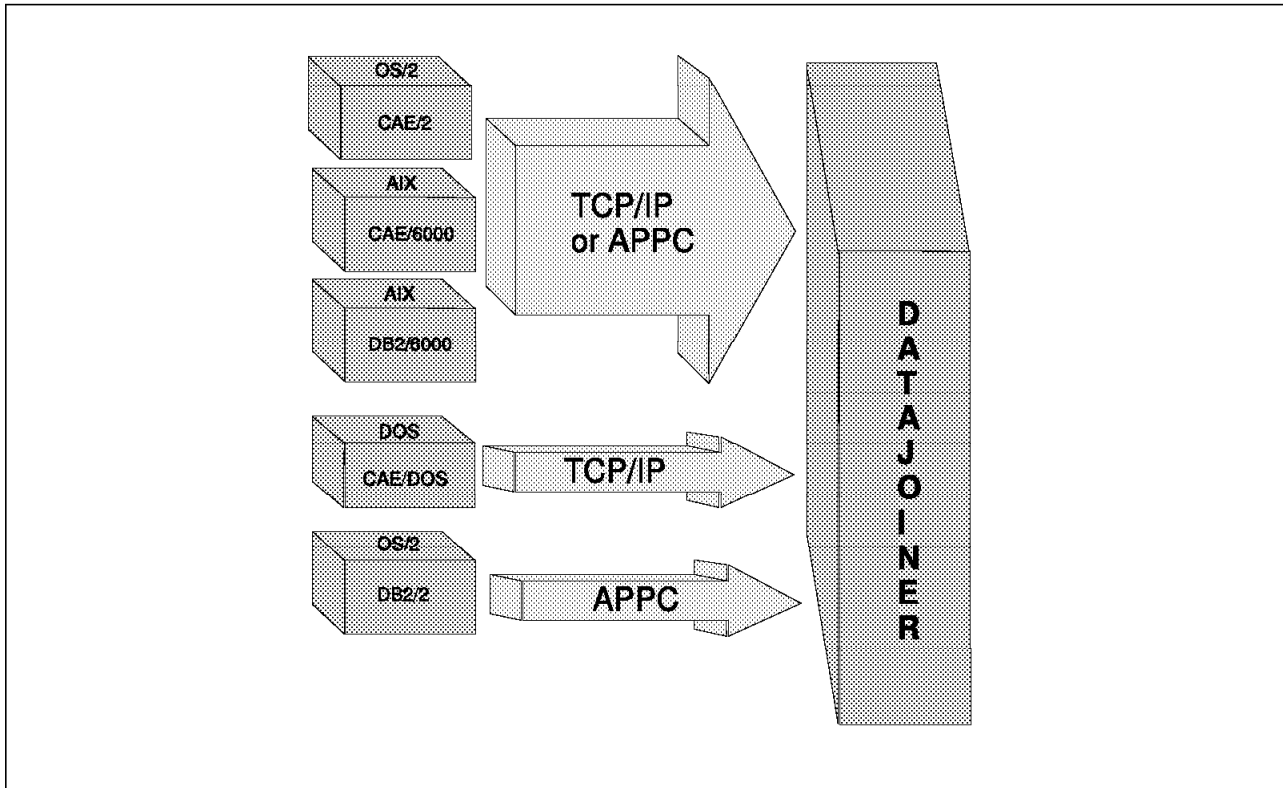 OS/2
CAE/2
AIX
CAE/6000
AIX
DB2/6000
TCP/IP
or APPC
DOS
CAE/DOS
TCP/IP
OS/2
DB2/2
APPC
DATAJOINER